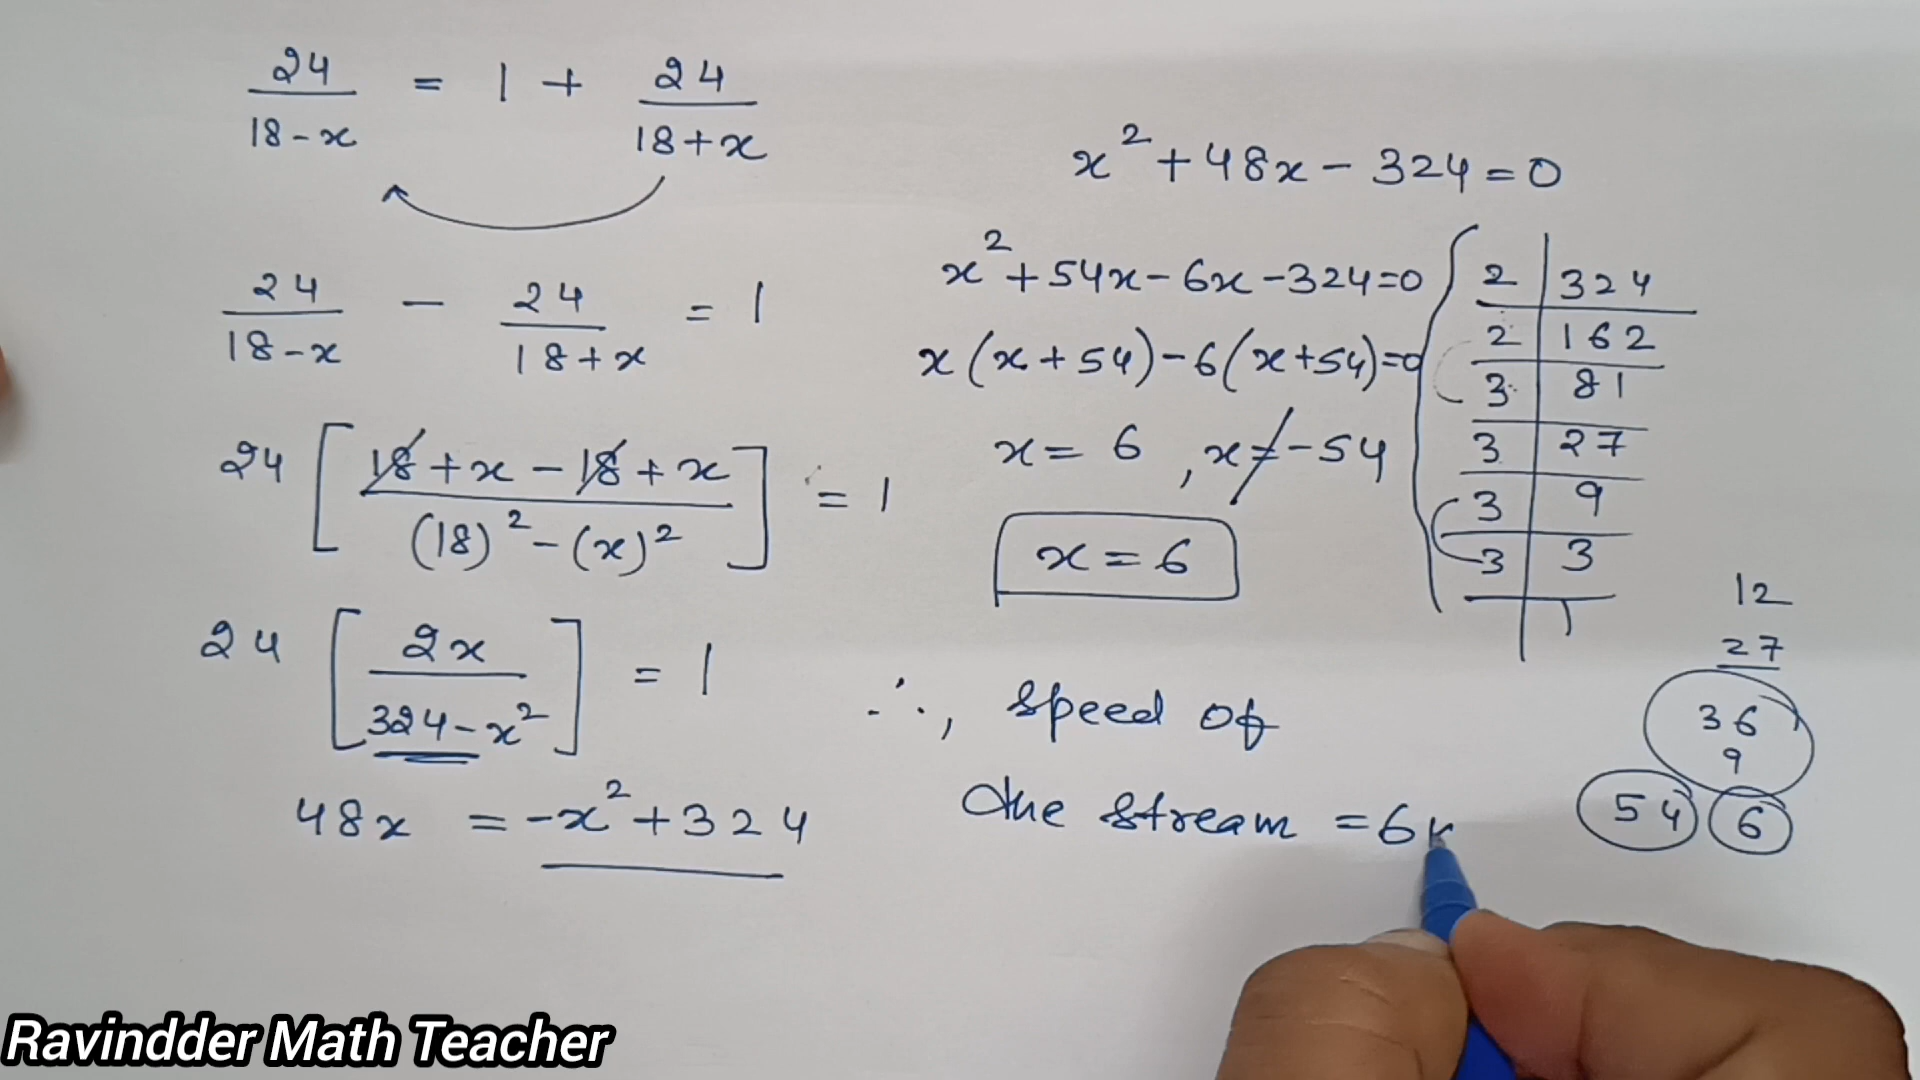 24/(18-x) = 1 + 24/(18+x)
24/(18-x) - 24/(18+x) = 1
24 [ (18+x-18+x)/((18)²-(x)²) ] = 1
24 [ 2x/(324-x²) ] = 1
48x = -x²+324
x²+48x-324=0
x²+54x-6x-324=0
x(x+54)-6(x+54)=0
x= 6 , x≠-54
x=6
2 | 324
2 | 162
3 | 81
3 | 27
3 | 9
3 | 3
1
12
27
36
9
54 6
∴, Speed of
the stream = 6k
Ravindder Math Teacher